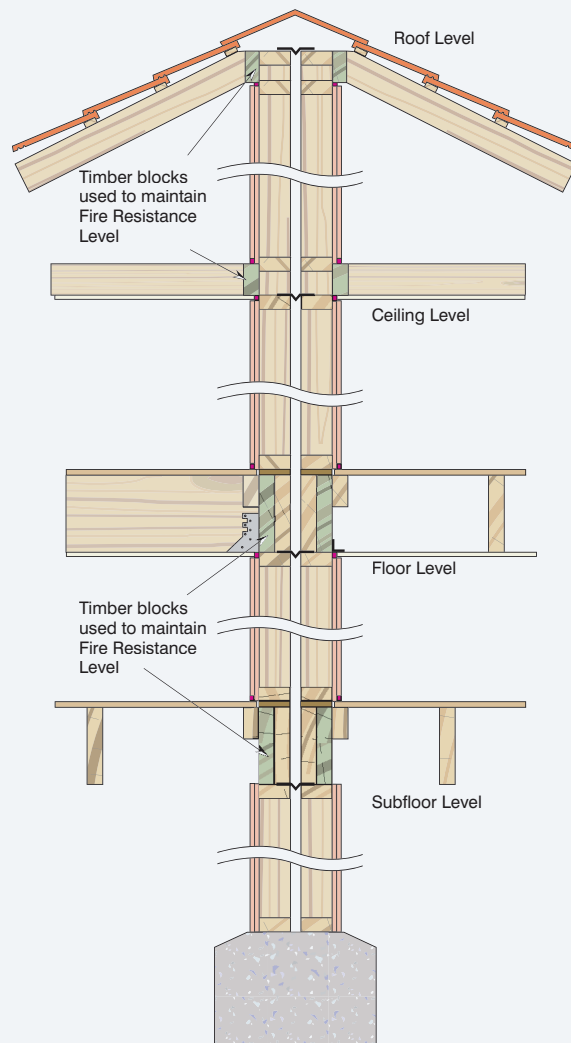 Roof Level
Timber blocks
used to maintain
Fire Resistance
Level
Ceiling Level
Floor Level
Timber blocks
used to maintain
Fire Resistance
Level
Subfloor Level